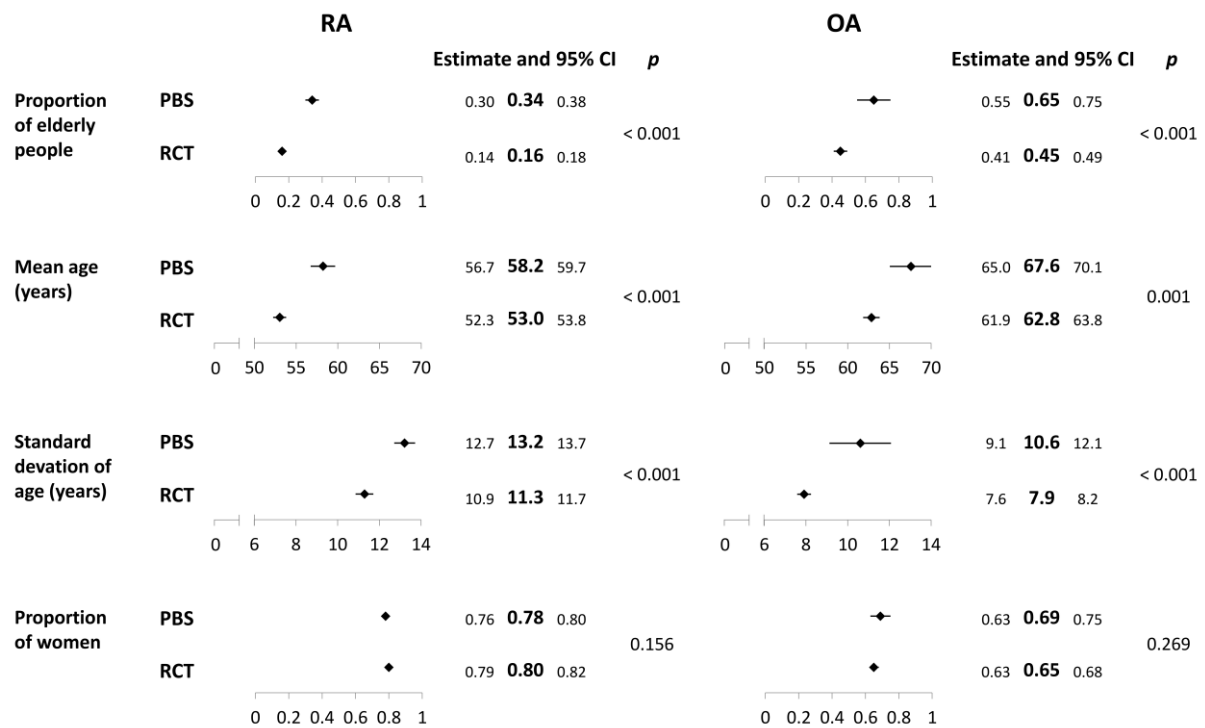 RA OA
Estimate and 95% CI p Estimate and 95% CI p
Proportion of elderly people
PBS 0.30 0.34 0.38 0.55 0.65 0.75
< 0.001 < 0.001
RCT 0.14 0.16 0.18 0.41 0.45 0.49
0 0.2 0.4 0.6 0.8 1 0 0.2 0.4 0.6 0.8 1
Mean age (years)
PBS 56.7 58.2 59.7 65.0 67.6 70.1
< 0.001 0.001
RCT 52.3 53.0 53.8 61.9 62.8 63.8
0 50 55 60 65 70 0 50 55 60 65 70
Standard devation of age (years)
PBS 12.7 13.2 13.7 9.1 10.6 12.1
< 0.001 < 0.001
RCT 10.9 11.3 11.7 7.6 7.9 8.2
0 6 8 10 12 14 0 6 8 10 12 14
Proportion of women
PBS 0.76 0.78 0.80 0.63 0.69 0.75
0.156 0.269
RCT 0.79 0.80 0.82 0.63 0.65 0.68
0 0.2 0.4 0.6 0.8 1 0 0.2 0.4 0.6 0.8 1